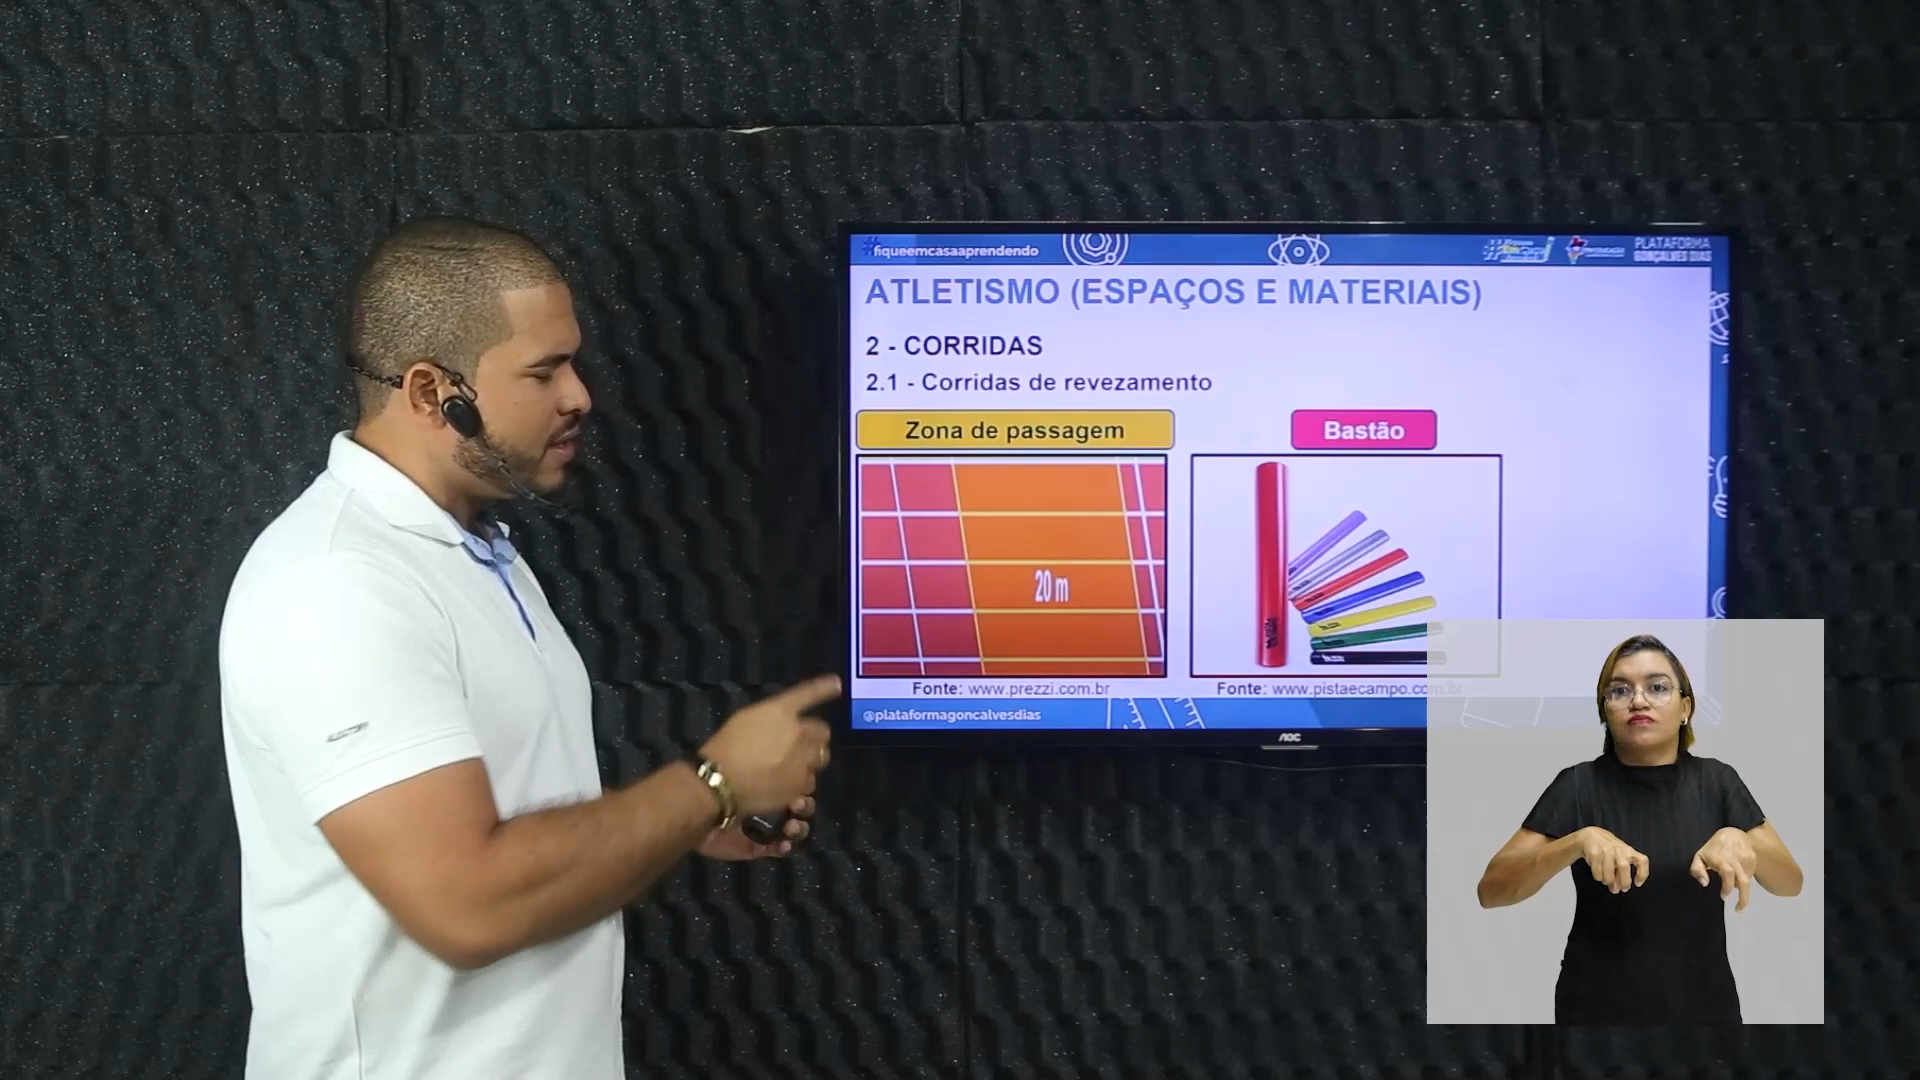 #fiqueemcasaaprendendo
PLATAFORMA
GONÇALVES DIAS
ATLETISMO (ESPAÇOS E MATERIAIS)
2 - CORRIDAS
2.1 - Corridas de revezamento
Zona de passagem
Bastão
20 m
Fonte: www.prezzi.com.br
Fonte: www.pistaecampo.com.br
@plataformagoncalvesdias
AOC